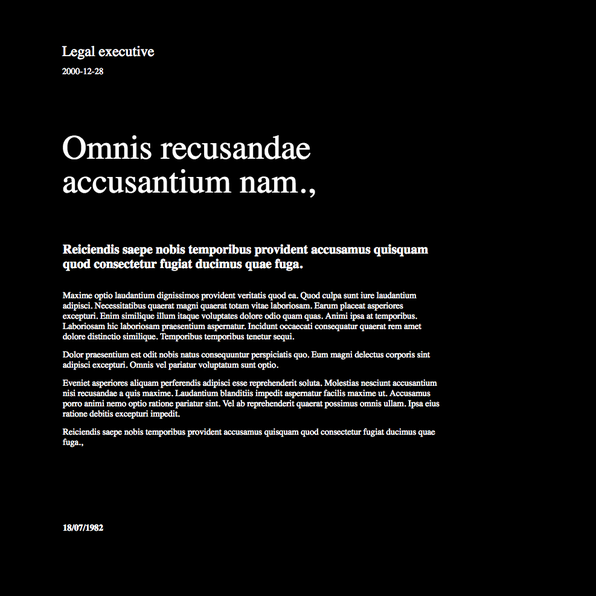 Legal executive
2000-12-28
Omnis recusandae
accusantium nam.,
Reiciendis saepe nobis temporibus provident accusamus quisquam
quod consectetur fugiat ducimus quae fuga.
Maxime optio laudantium dignissimos provident veritatis quod ea. Quod culpa sunt iure laudantium
adipisci. Necessitatibus quaerat magni quaerat totam vitae laboriosam. Earum placeat asperiores
excepturi. Enim similique illum itaque voluptates dolore odio quam quas. Animi ipsa at temporibus.
Laboriosam hic laboriosam praesentium aspernatur. Incidunt occaecati consequatur quaerat rem amet
dolore distinctio similique. Temporibus temporibus tenetur sequi.
Dolor praesentium est odit nobis natus consequuntur perspiciatis quo. Eum magni delectus corporis sint
adipisci excepturi. Omnis vel pariatur voluptatum sunt optio.
Eveniet asperiores aliquam perferendis adipisci esse reprehenderit soluta. Molestias nesciunt accusantium
nisi recusandae a quis maxime. Laudantium blanditiis impedit aspernatur facilis maxime ut. Accusamus
porro animi nemo optio ratione pariatur sint. Vel ab reprehenderit quaerat possimus omnis ullam. Ipsa eius
ratione debitis excepturi impedit.
Reiciendis saepe nobis temporibus provident accusamus quisquam quod consectetur fugiat ducimus quae
fuga.,
18/07/1982